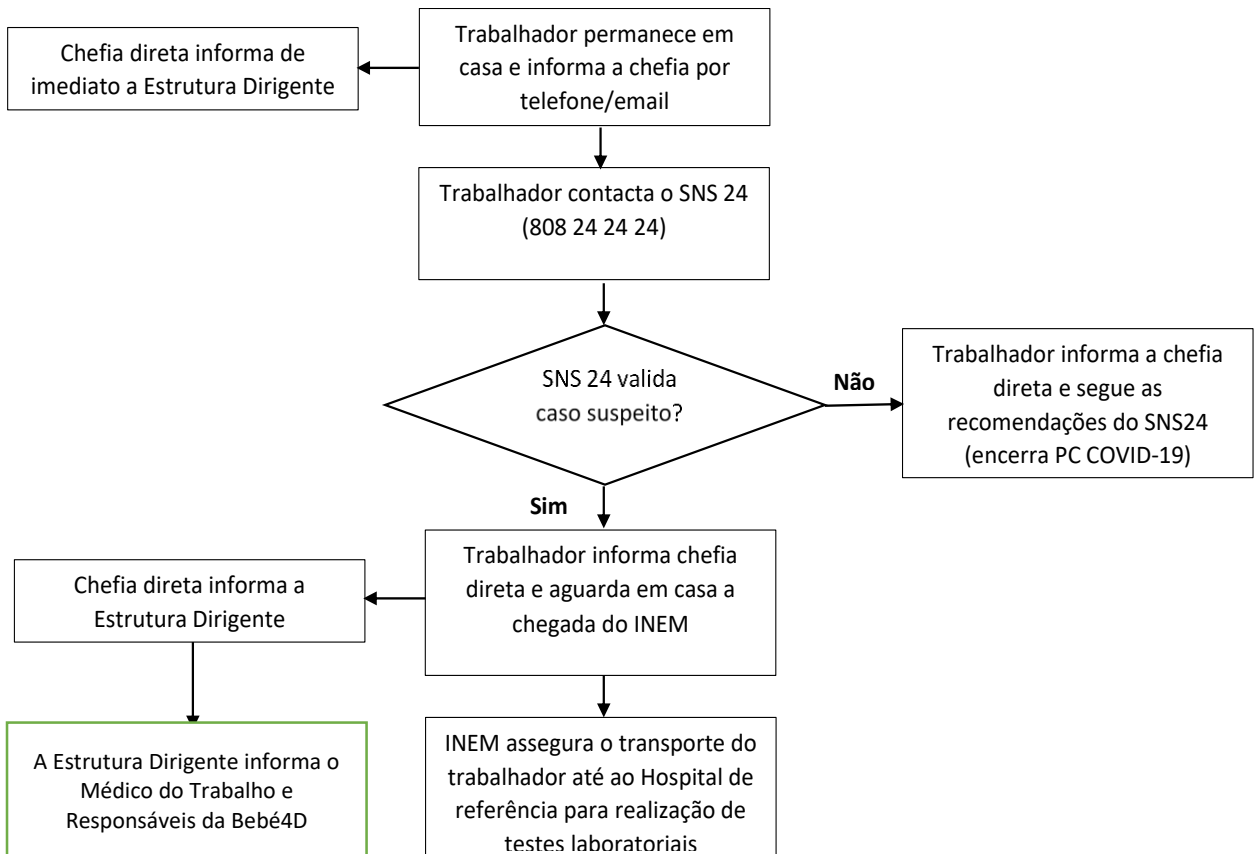 Chefia direta informa de
imediato a Estrutura Dirigente
Trabalhador permanece em
casa e informa a chefia por
telefone/email
Trabalhador contacta o SNS 24
(808 24 24 24)
SNS 24 valida
caso suspeito?
Não
Trabalhador informa a chefia
direta e segue as
recomendações do SNS24
(encerra PC COVID-19)
Sim
Trabalhador informa chefia
direta e aguarda em casa a
chegada do INEM
Chefia direta informa a
Estrutura Dirigente
A Estrutura Dirigente informa o
Médico do Trabalho e
Responsáveis da Bebé4D
INEM assegura o transporte do
trabalhador até ao Hospital de
referência para realização de
testes laboratoriais